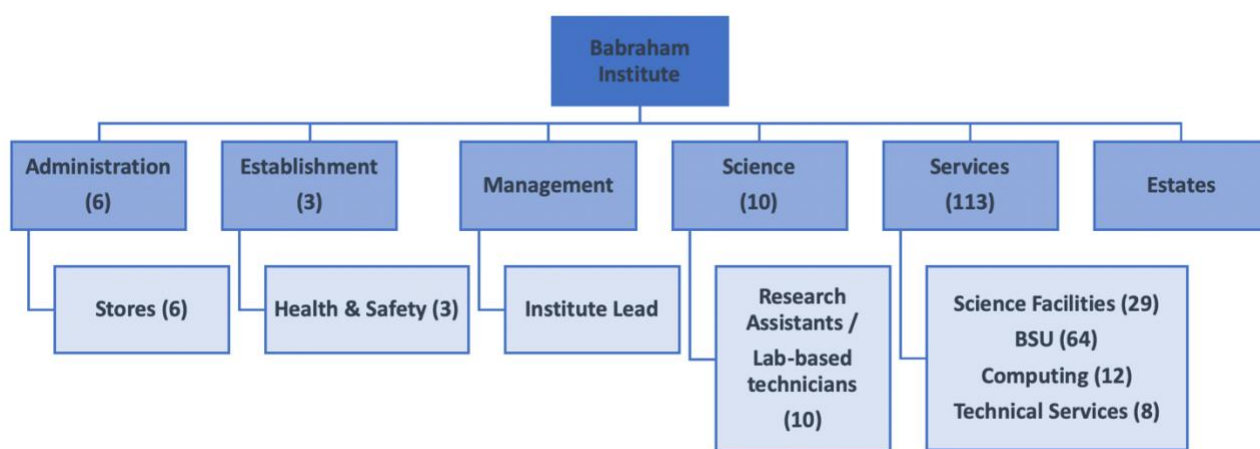 Babraham
Institute
Administration
(6)
Establishment
(3)
Management
Science
(10)
Services
(113)
Estates
Stores (6)
Health & Safety (3)
Institute Lead
Research
Assistants /
Lab-based
technicians
(10)
Science Facilities (29)
BSU (64)
Computing (12)
Technical Services (8)